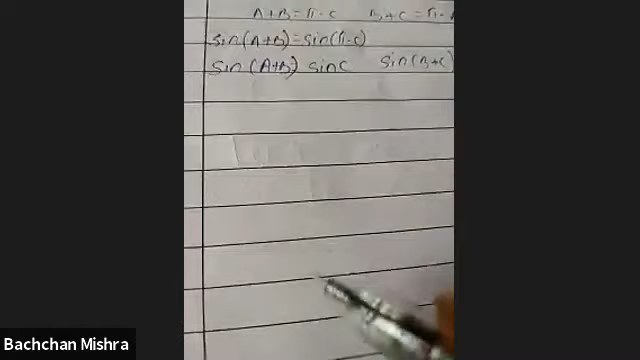 A+B=π-C B+C=π-
sin(A+B)=sin(π-C)
sin(A+B) sinC sin(B+C)
Bachchan Mishra